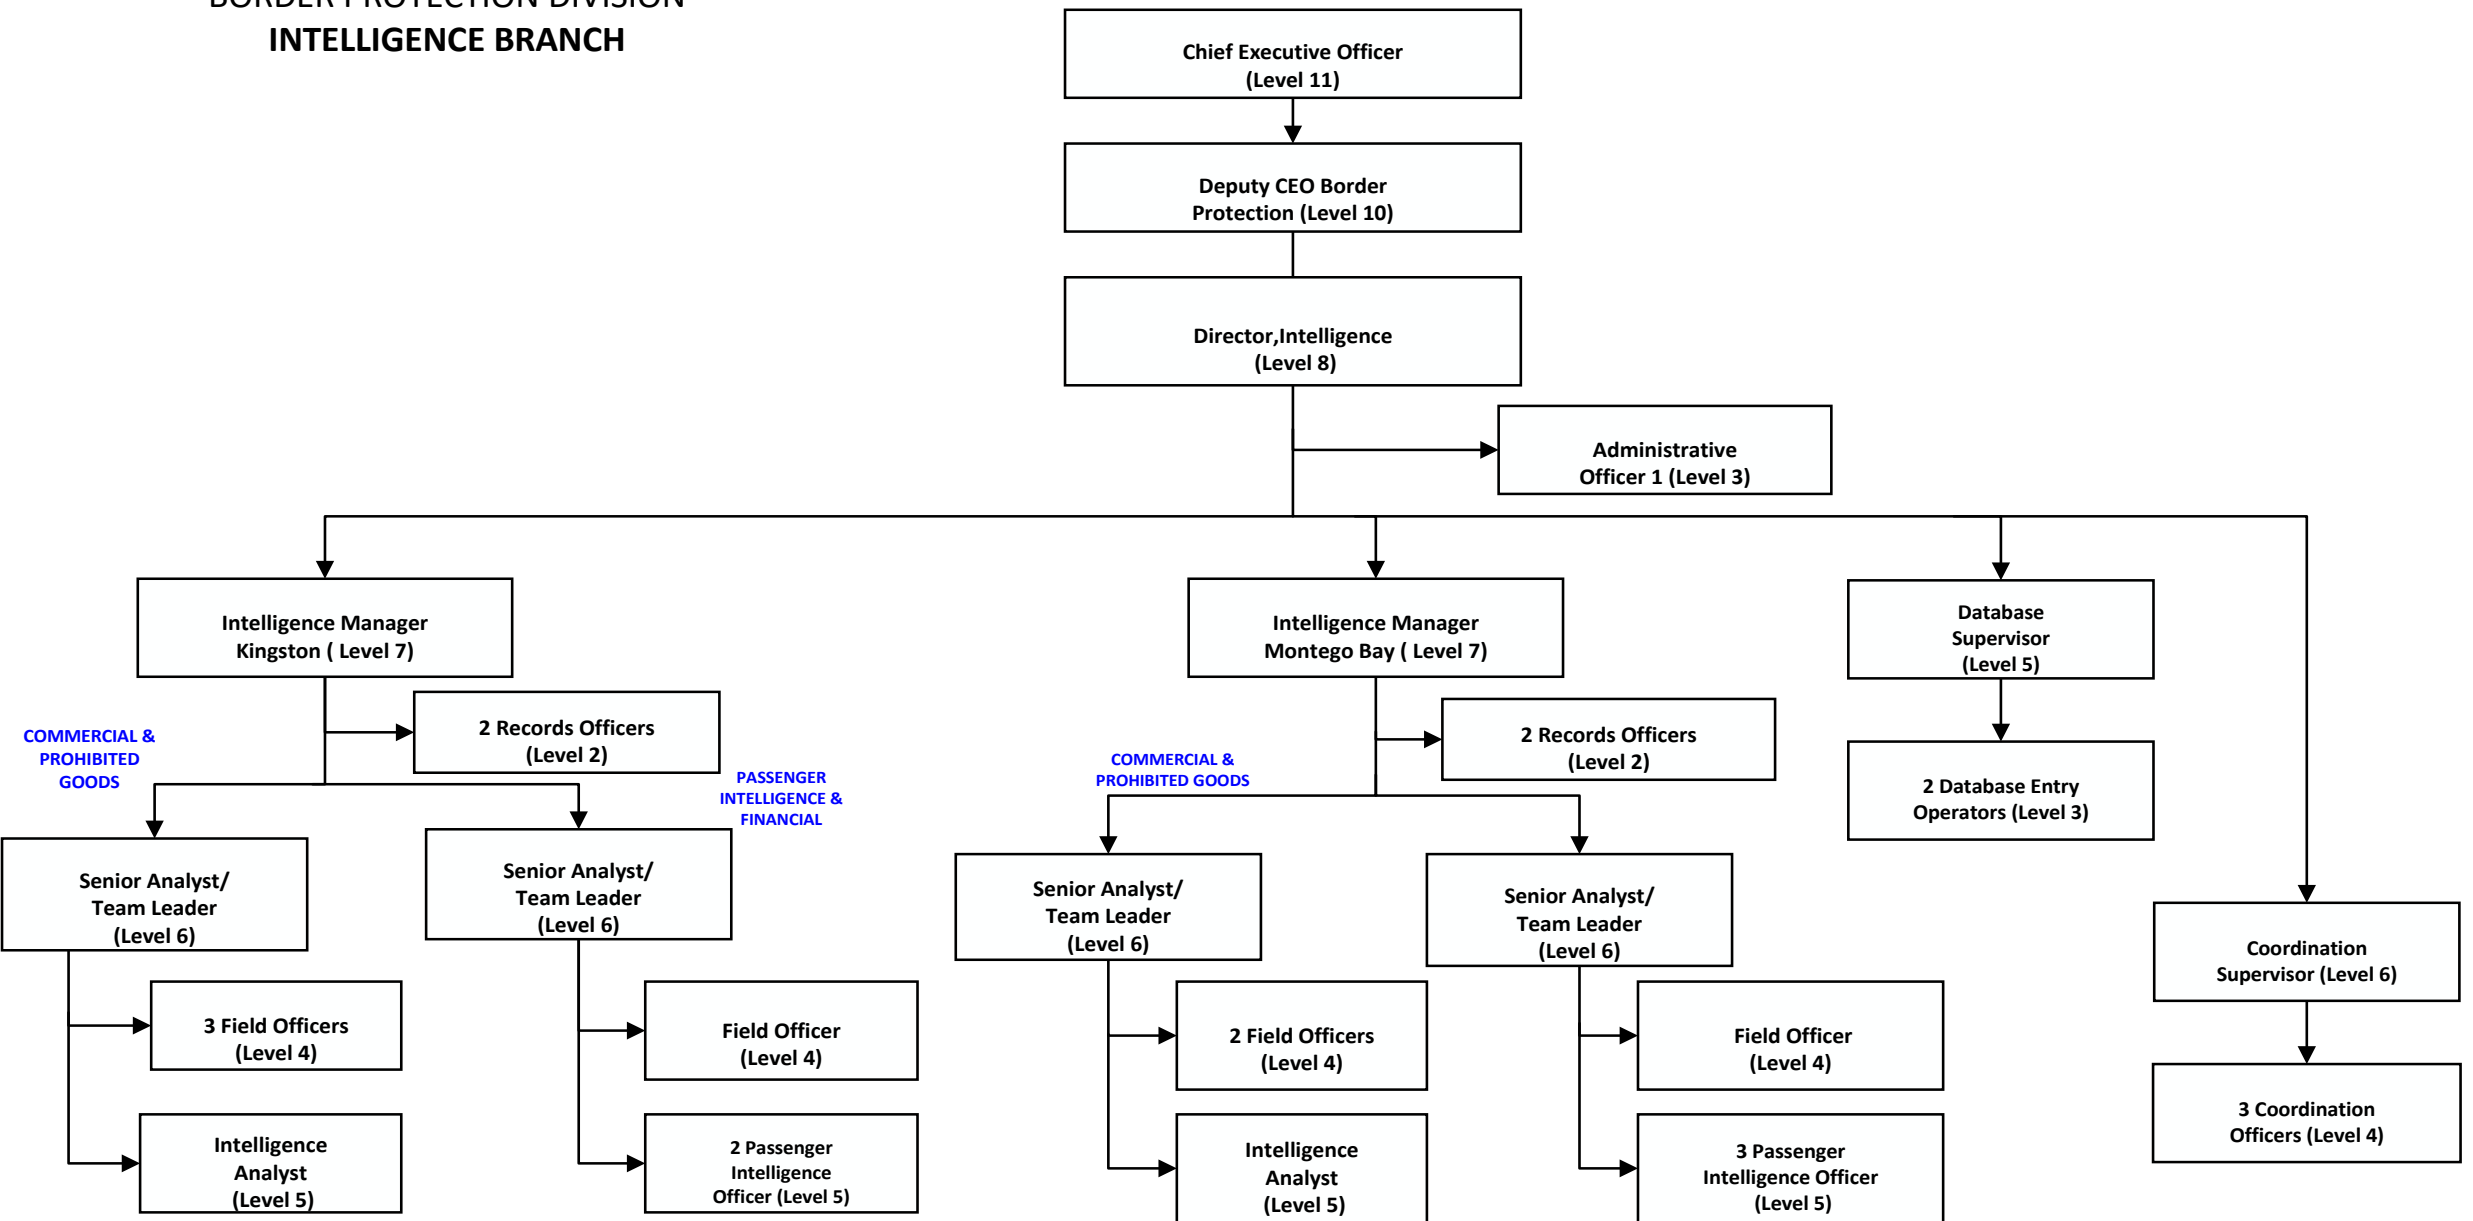 BORDER PROTECTION DIVISION
INTELLIGENCE BRANCH
Chief Executive Officer
(Level 11)
Deputy CEO Border
Protection (Level 10)
Director,Intelligence
(Level 8)
Administrative
Officer 1 (Level 3)
Intelligence Manager
Kingston ( Level 7)
Intelligence Manager
Montego Bay ( Level 7)
Database
Supervisor
(Level 5)
2 Records Officers
(Level 2)
2 Records Officers
(Level 2)
COMMERCIAL &
PROHIBITED
GOODS
PASSENGER
INTELLIGENCE &
FINANCIAL
COMMERCIAL &
PROHIBITED GOODS
2 Database Entry
Operators (Level 3)
Senior Analyst/
Team Leader
(Level 6)
Senior Analyst/
Team Leader
(Level 6)
Senior Analyst/
Team Leader
(Level 6)
Senior Analyst/
Team Leader
(Level 6)
Coordination
Supervisor (Level 6)
3 Field Officers
(Level 4)
Field Officer
(Level 4)
2 Field Officers
(Level 4)
Field Officer
(Level 4)
3 Coordination
Officers (Level 4)
Intelligence
Analyst
(Level 5)
2 Passenger
Intelligence
Officer (Level 5)
Intelligence
Analyst
(Level 5)
3 Passenger
Intelligence Officer
(Level 5)